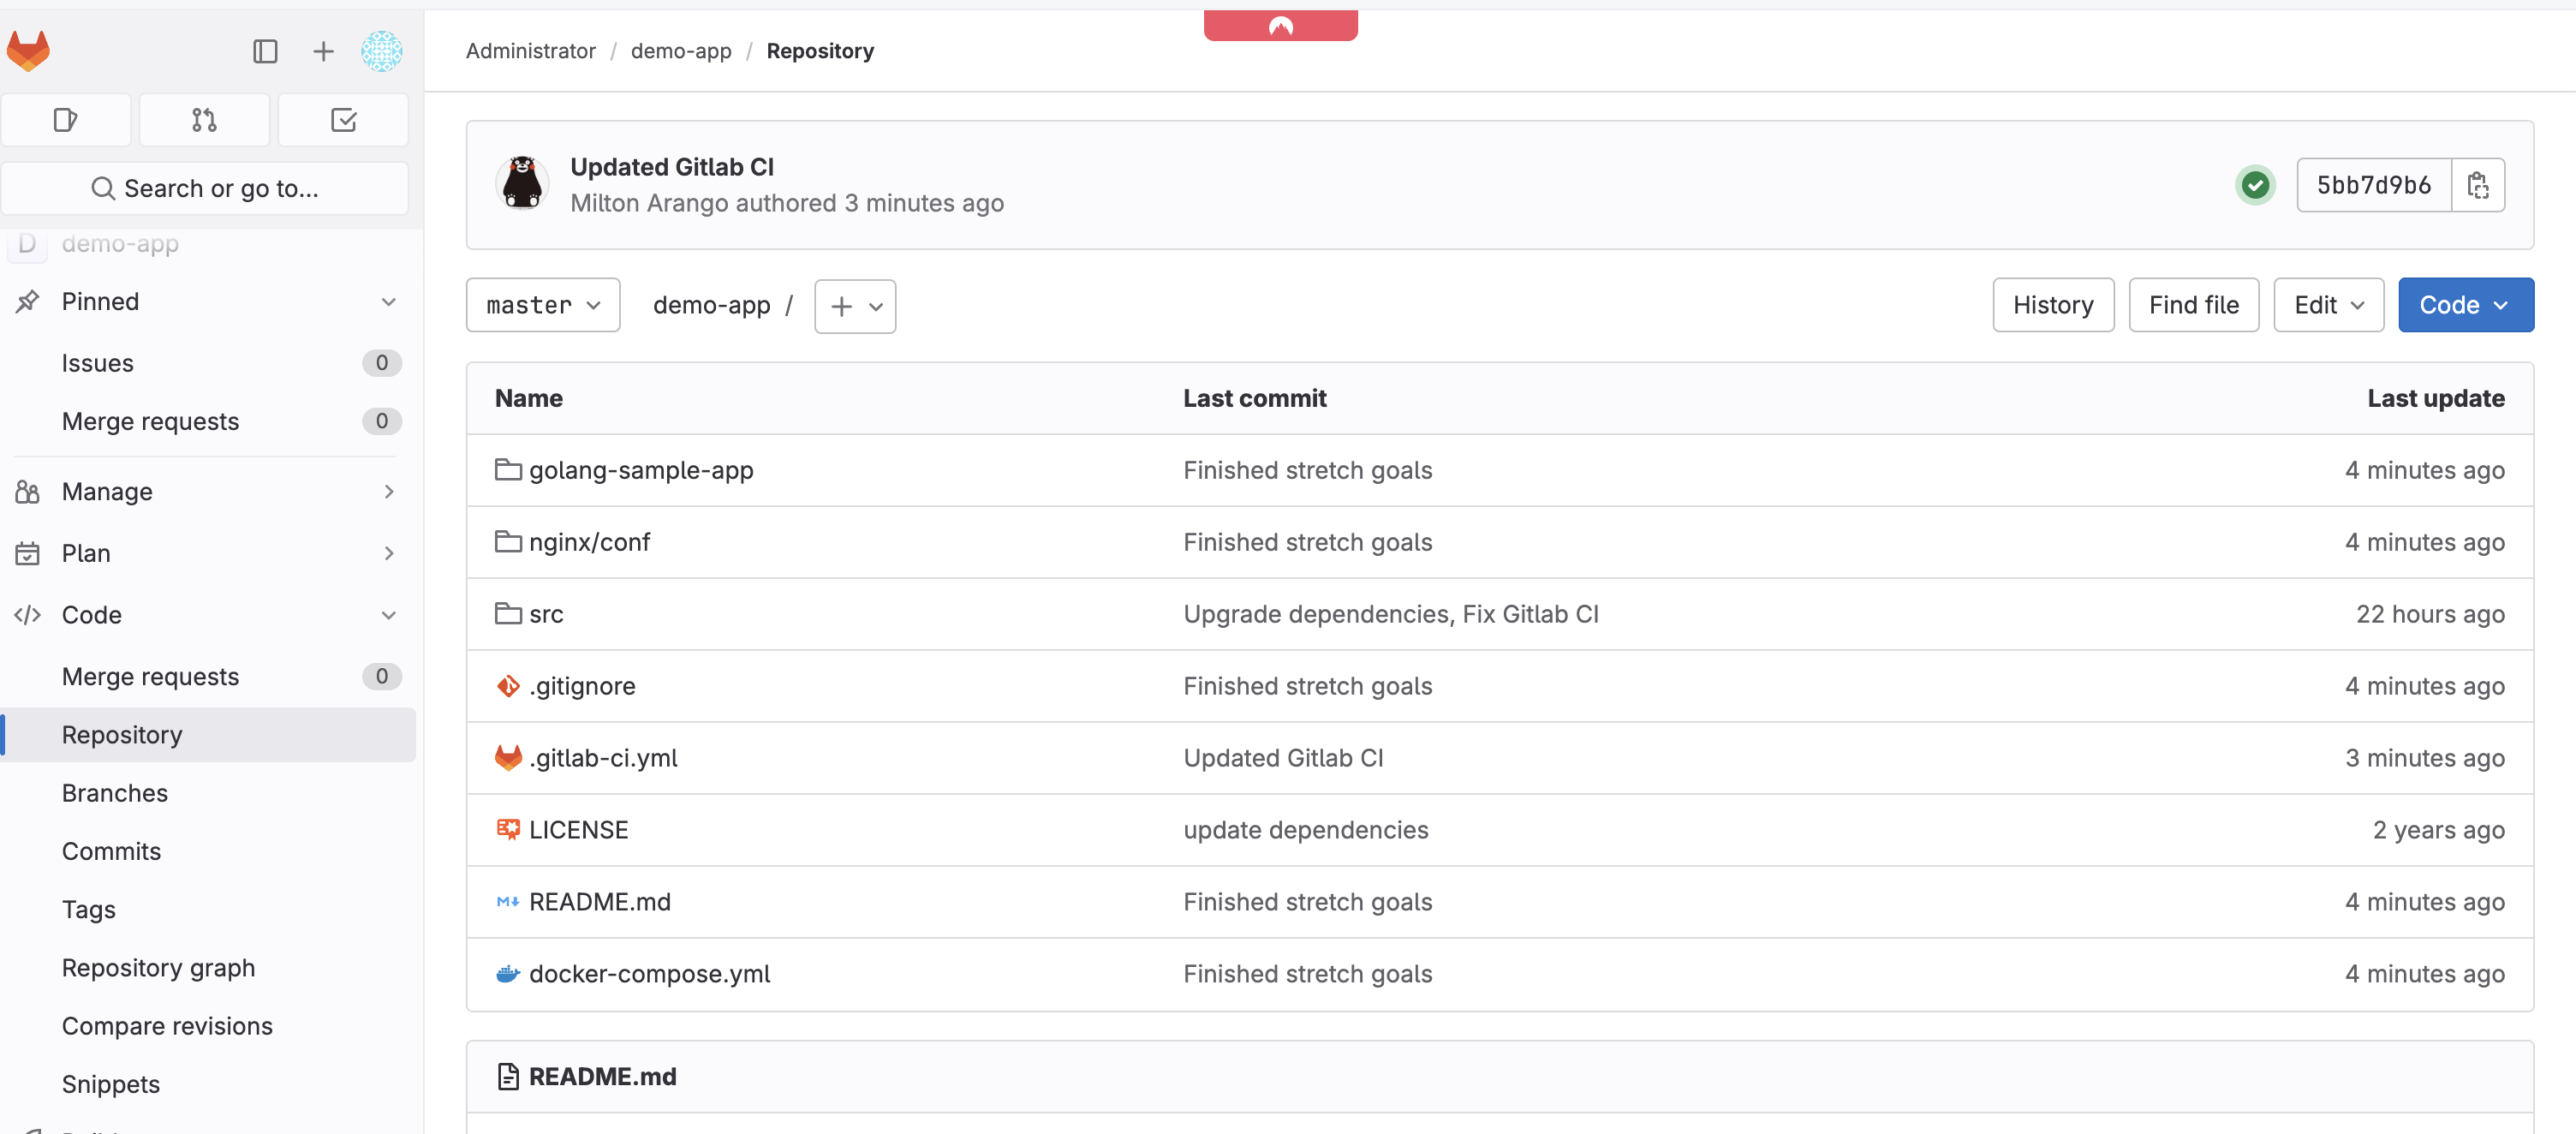 Administrator / demo-app / Repository
Search or go to...
D demo-app
Pinned
Issues 0
Merge requests 0
Manage
Plan
Code
Merge requests 0
Repository
Branches
Commits
Tags
Repository graph
Compare revisions
Snippets
Updated Gitlab CI
Milton Arango authored 3 minutes ago
5bb7d9b6
master demo-app /
History Find file Edit Code
Name Last commit Last update
golang-sample-app Finished stretch goals 4 minutes ago
nginx/conf Finished stretch goals 4 minutes ago
src Upgrade dependencies, Fix Gitlab CI 22 hours ago
.gitignore Finished stretch goals 4 minutes ago
.gitlab-ci.yml Updated Gitlab CI 3 minutes ago
LICENSE update dependencies 2 years ago
README.md Finished stretch goals 4 minutes ago
docker-compose.yml Finished stretch goals 4 minutes ago
README.md